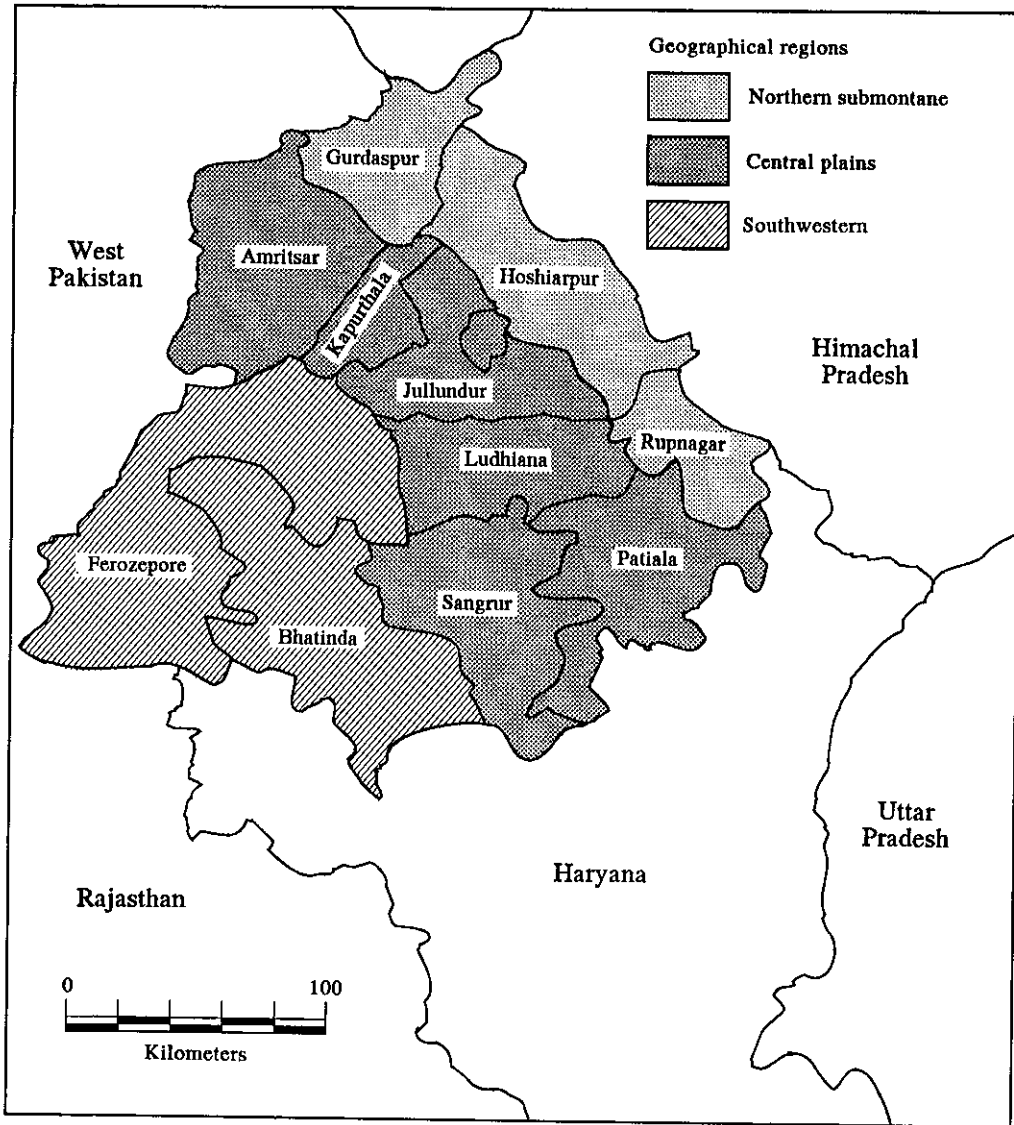 Geographical regions
Northern submontane
Central plains
Southwestern
Gurdaspur
West
Pakistan
Amritsar
Kapurthala
Hoshiarpur
Himachal
Pradesh
Jullundur
Rupnagar
Ludhiana
Ferozepore
Patiala
Sangrur
Bhatinda
Uttar
Pradesh
Haryana
Rajasthan
0 100
Kilometers